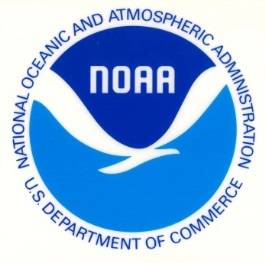 NATIONAL OCEANIC AND ATMOSPHERIC ADMINISTRATION
NOAA
U.S. DEPARTMENT OF COMMERCE